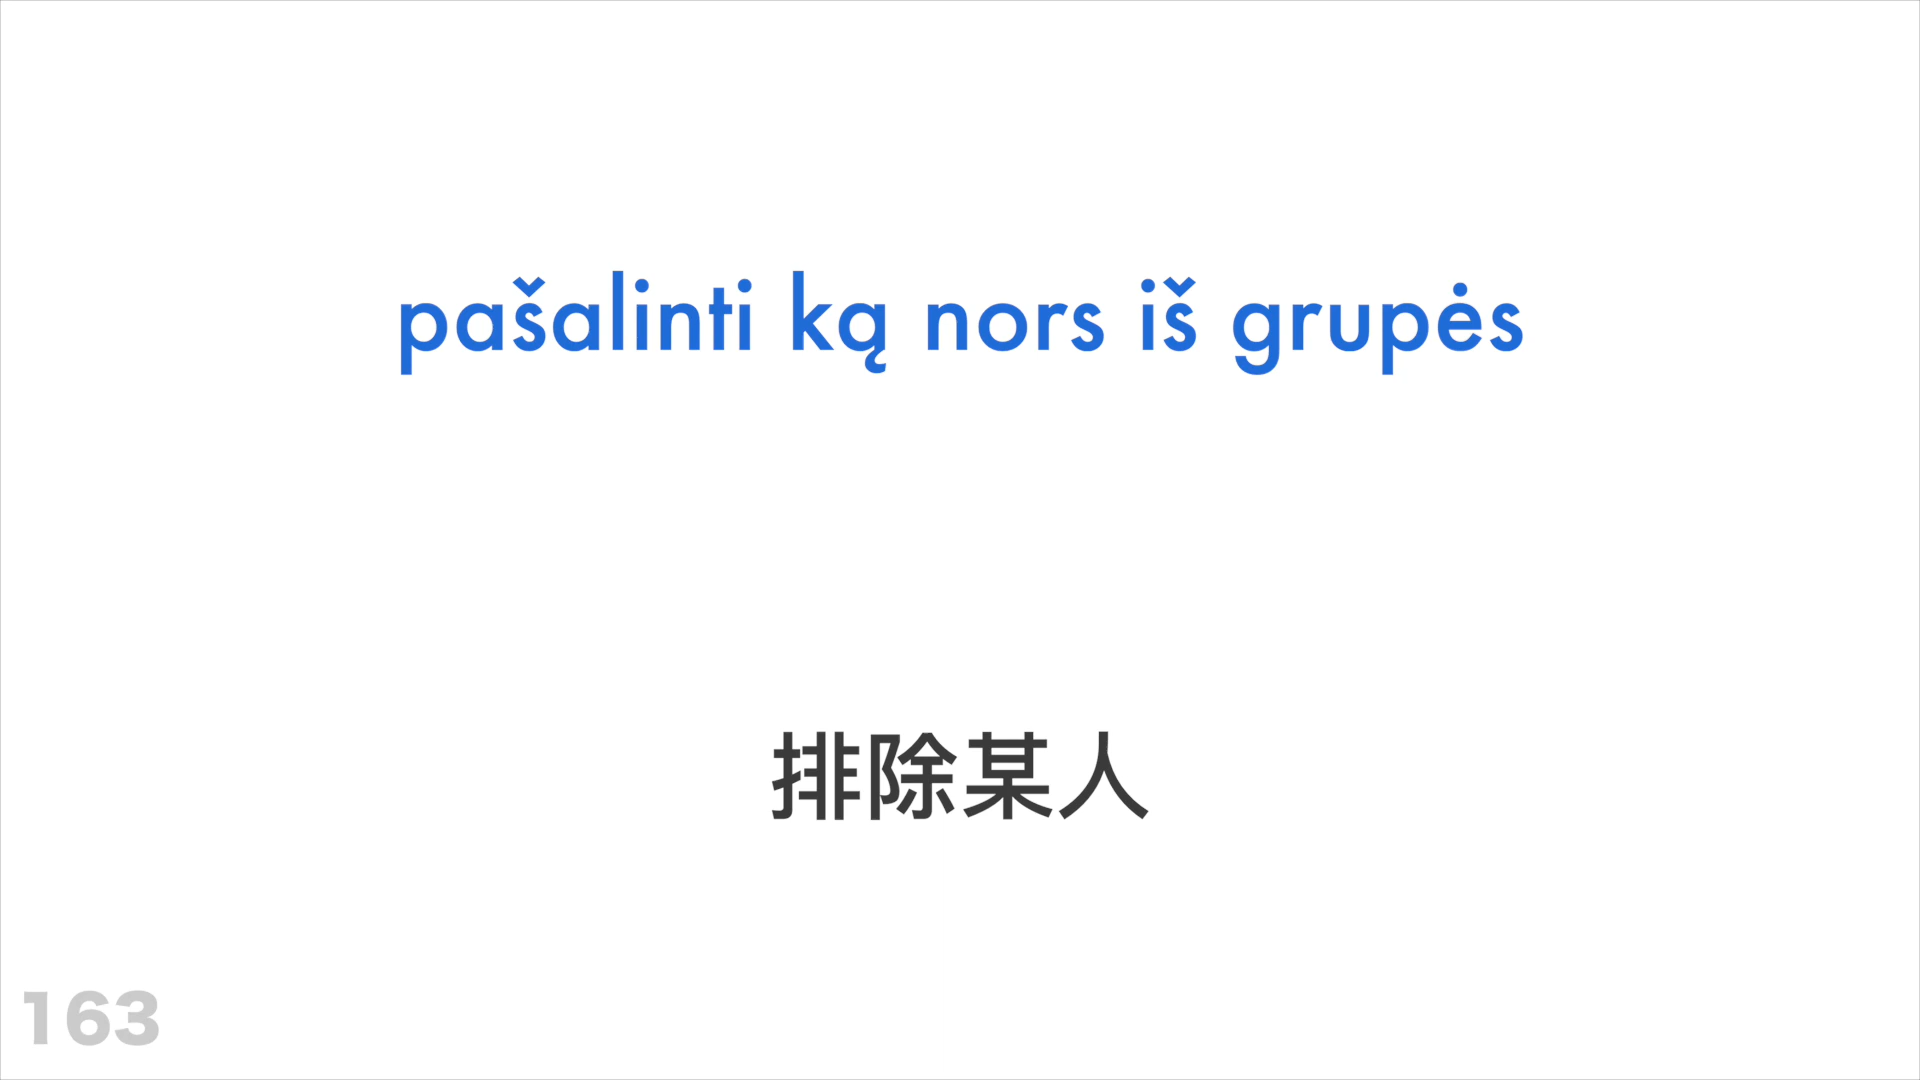 pašalinti ką nors iš grupės
排除某人
163